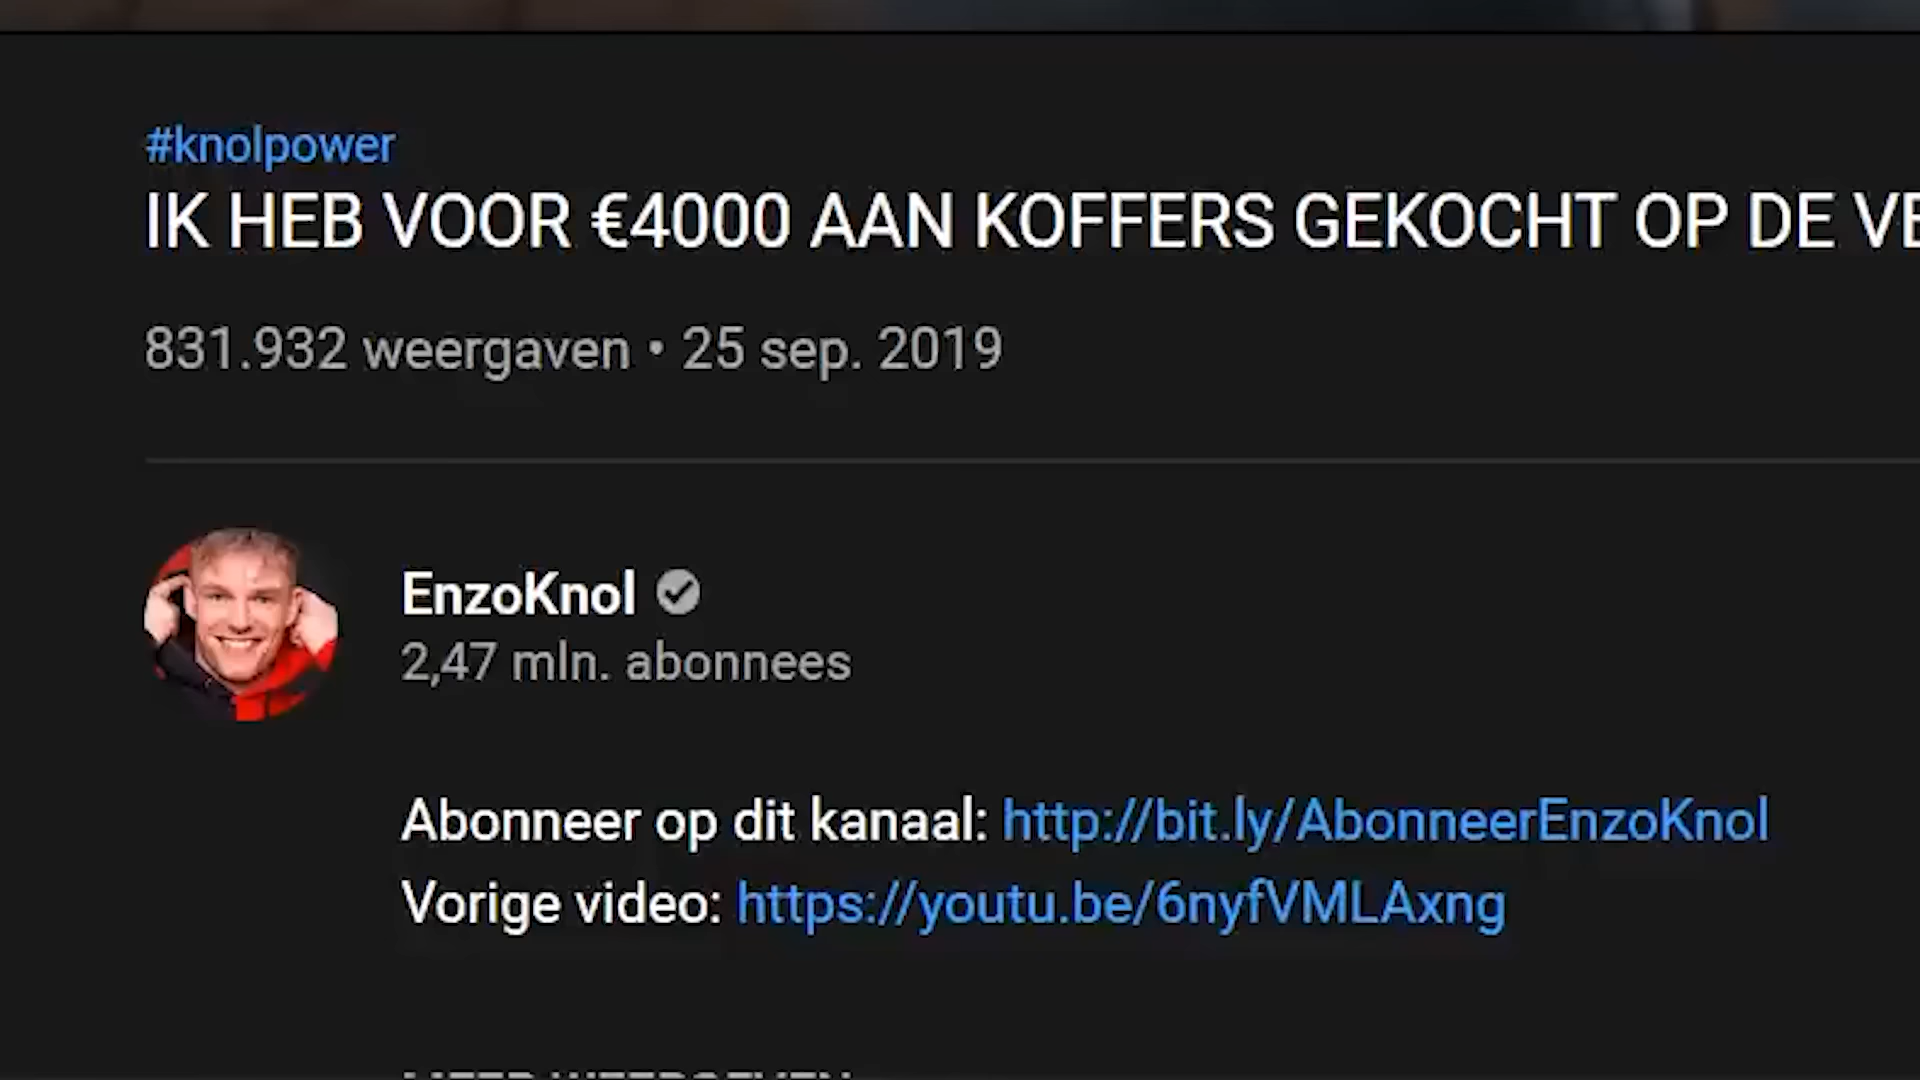 #knolpower
IK HEB VOOR €4000 AAN KOFFERS GEKOCHT OP DE
831.932 weergaven • 25 sep. 2019
EnzoKnol
2,47 mln. abonnees
Abonneer op dit kanaal: http://bit.ly/AbonneerEnzoKnol
Vorige video: https://youtu.be/6nyfVMLAxng